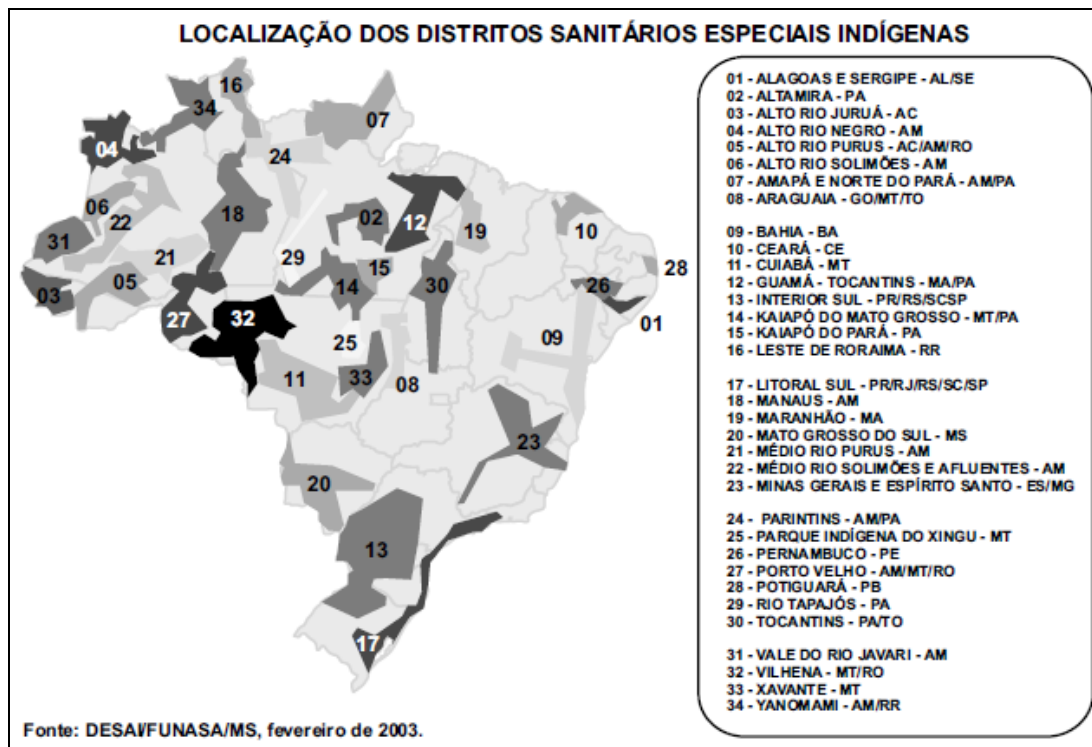 LOCALIZAÇÃO DOS DISTRITOS SANITÁRIOS ESPECIAIS INDÍGENAS
16
34
07
04
24
06
22
18
02
12
19
10
31
21
29
15
28
03
05
14
30
26
27
32
01
25
09
11
33
08
23
20
13
17
01 - ALAGOAS E SERGIPE - AL/SE
02 - ALTAMIRA - PA
03 - ALTO RIO JURUÁ - AC
04 - ALTO RIO NEGRO - AM
05 - ALTO RIO PURUS - AC/AM/RO
06 - ALTO RIO SOLIMÕES - AM
07 - AMAPÁ E NORTE DO PARÁ - AM/PA
08 - ARAGUAIA - GO/MT/TO
09 - BAHIA - BA
10 - CEARÁ - CE
11 - CUIABÁ - MT
12 - GUAMÁ - TOCANTINS - MA/PA
13 - INTERIOR SUL - PR/RS/SCSP
14 - KAIAPÓ DO MATO GROSSO - MT/PA
15 - KAIAPÓ DO PARÁ - PA
16 - LESTE DE RORAIMA - RR
17 - LITORAL SUL - PR/RJ/RS/SC/SP
18 - MANAUS - AM
19 - MARANHÃO - MA
20 - MATO GROSSO DO SUL - MS
21 - MÉDIO RIO PURUS - AM
22 - MÉDIO RIO SOLIMÕES E AFLUENTES - AM
23 - MINAS GERAIS E ESPÍRITO SANTO - ES/MG
24 - PARINTINS - AM/PA
25 - PARQUE INDÍGENA DO XINGU - MT
26 - PERNAMBUCO - PE
27 - PORTO VELHO - AM/MT/RO
28 - POTIGUARÁ - PB
29 - RIO TAPAJÓS - PA
30 - TOCANTINS - PA/TO
31 - VALE DO RIO JAVARI - AM
32 - VILHENA - MT/RO
33 - XAVANTE - MT
34 - YANOMAMI - AM/RR
Fonte: DESAI/FUNASA/MS, fevereiro de 2003.